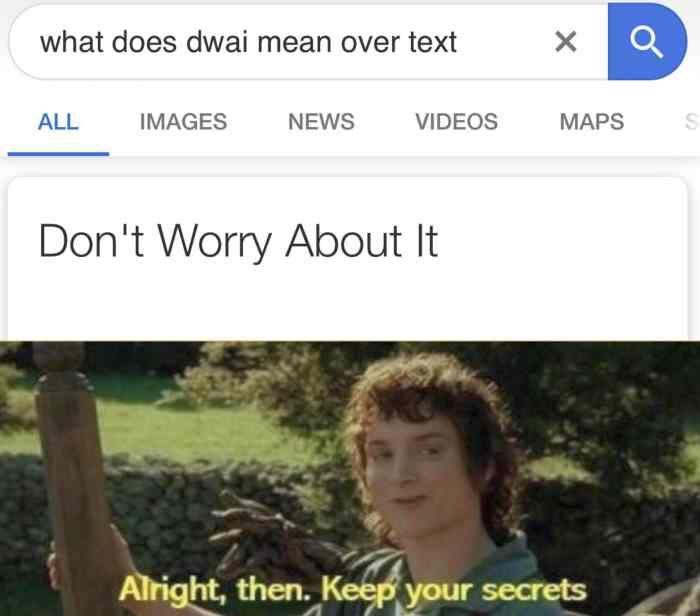 what does dwai mean over text
ALL IMAGES NEWS VIDEOS MAPS S
Don't Worry About It
Alright, then. Keep your secrets